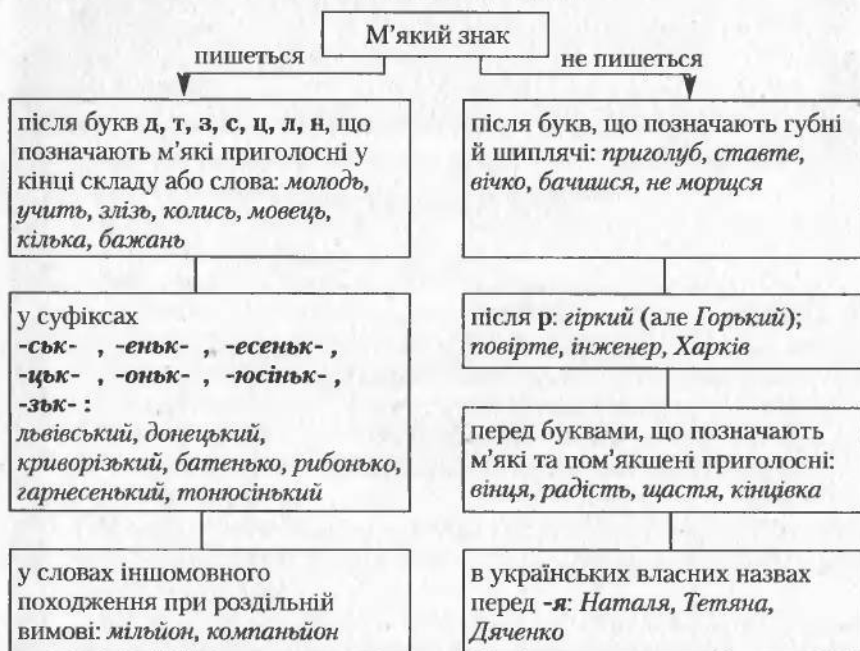 М’який знак
пишеться
не пишеться
після букв д, т, з, с, ц, л, н, що
позначають м’які приголосні у
кінці складу або слова: молодь,
учить, злізь, колись, мовець,
кілька, бажань
у суфіксах
-ськ- , -еньк- , -есеньк- ,
-цьк- , -оньк- , -юсіньк- ,
-зьк- :
львівський, донецький,
криворізький, батенько, рибонько,
гарнесенький, тонюсінький
у словах іншомовного
походження при роздільній
вимові: мільйон, компаньйон
після букв, що позначають губні
й шиплячі: приголуб, ставте,
вічко, бачишся, не морщся
після р: гіркий (але Горький);
повірте, інженер, Харків
перед буквами, що позначають
м’які та пом’якшені приголосні:
вінця, радість, щастя, кінцівка
в українських власних назвах
перед -я: Наталя, Тетяна,
Дяченко